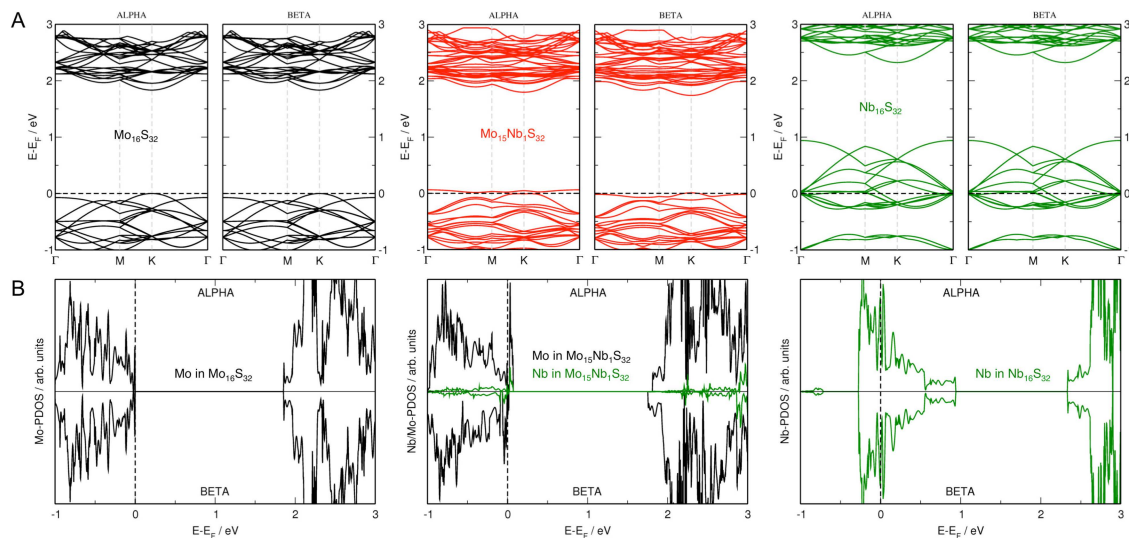 A
ALPHA BETA
E-E_F / eV
3
2
1
0
-1
Mo₁₆S₃₂
Γ M K Γ Γ M K Γ
ALPHA BETA
E-E_F / eV
3
2
1
0
-1
Mo₁₅Nb₁S₃₂
Γ M K Γ Γ M K Γ
ALPHA BETA
E-E_F / eV
3
2
1
0
-1
Nb₁₆S₃₂
Γ M K Γ Γ M K Γ
B
Mo-PDOS / arb. units
ALPHA
Mo in Mo₁₆S₃₂
BETA
-1 0 1 2 3
E-E_F / eV
Nb/Mo-PDOS / arb. units
ALPHA
Mo in Mo₁₅Nb₁S₃₂
Nb in Mo₁₅Nb₁S₃₂
BETA
-1 0 1 2 3
E-E_F / eV
Nb-PDOS / arb. units
ALPHA
Nb in Nb₁₆S₃₂
BETA
-1 0 1 2 3
E-E_F / eV